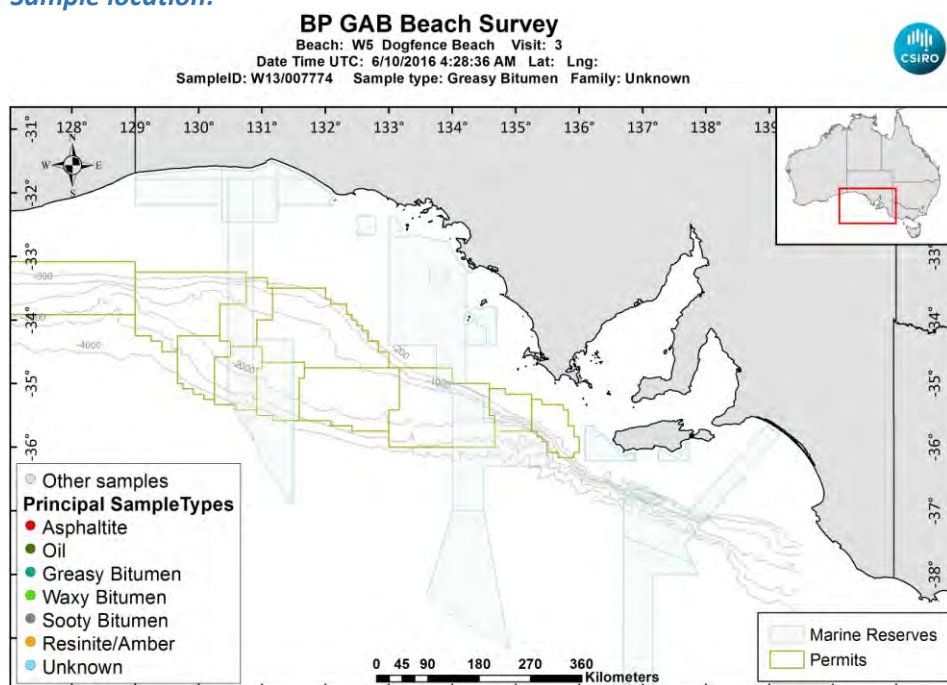 Sample location:
BP GAB Beach Survey
Beach: W5 Dogfence Beach Visit: 3
Date Time UTC: 6/10/2016 4:28:36 AM Lat: Lng:
SampleID: W13/007774 Sample type: Greasy Bitumen Family: Unknown
CSIRO
128° 129° 130° 131° 132° 133° 134° 135° 136° 137° 138° 139
-31° -31°
-32° -32°
-33° -33°
-34° -34°
-35° -35°
-36° -36°
-37° -37°
-38° -38°
N
W E
S
-4000
-2000
-200
-1000
Other samples
Principal SampleTypes
Asphaltite
Oil
Greasy Bitumen
Waxy Bitumen
Sooty Bitumen
Resinite/Amber
Unknown
0 45 90 180 270 360
Kilometers
Marine Reserves
Permits